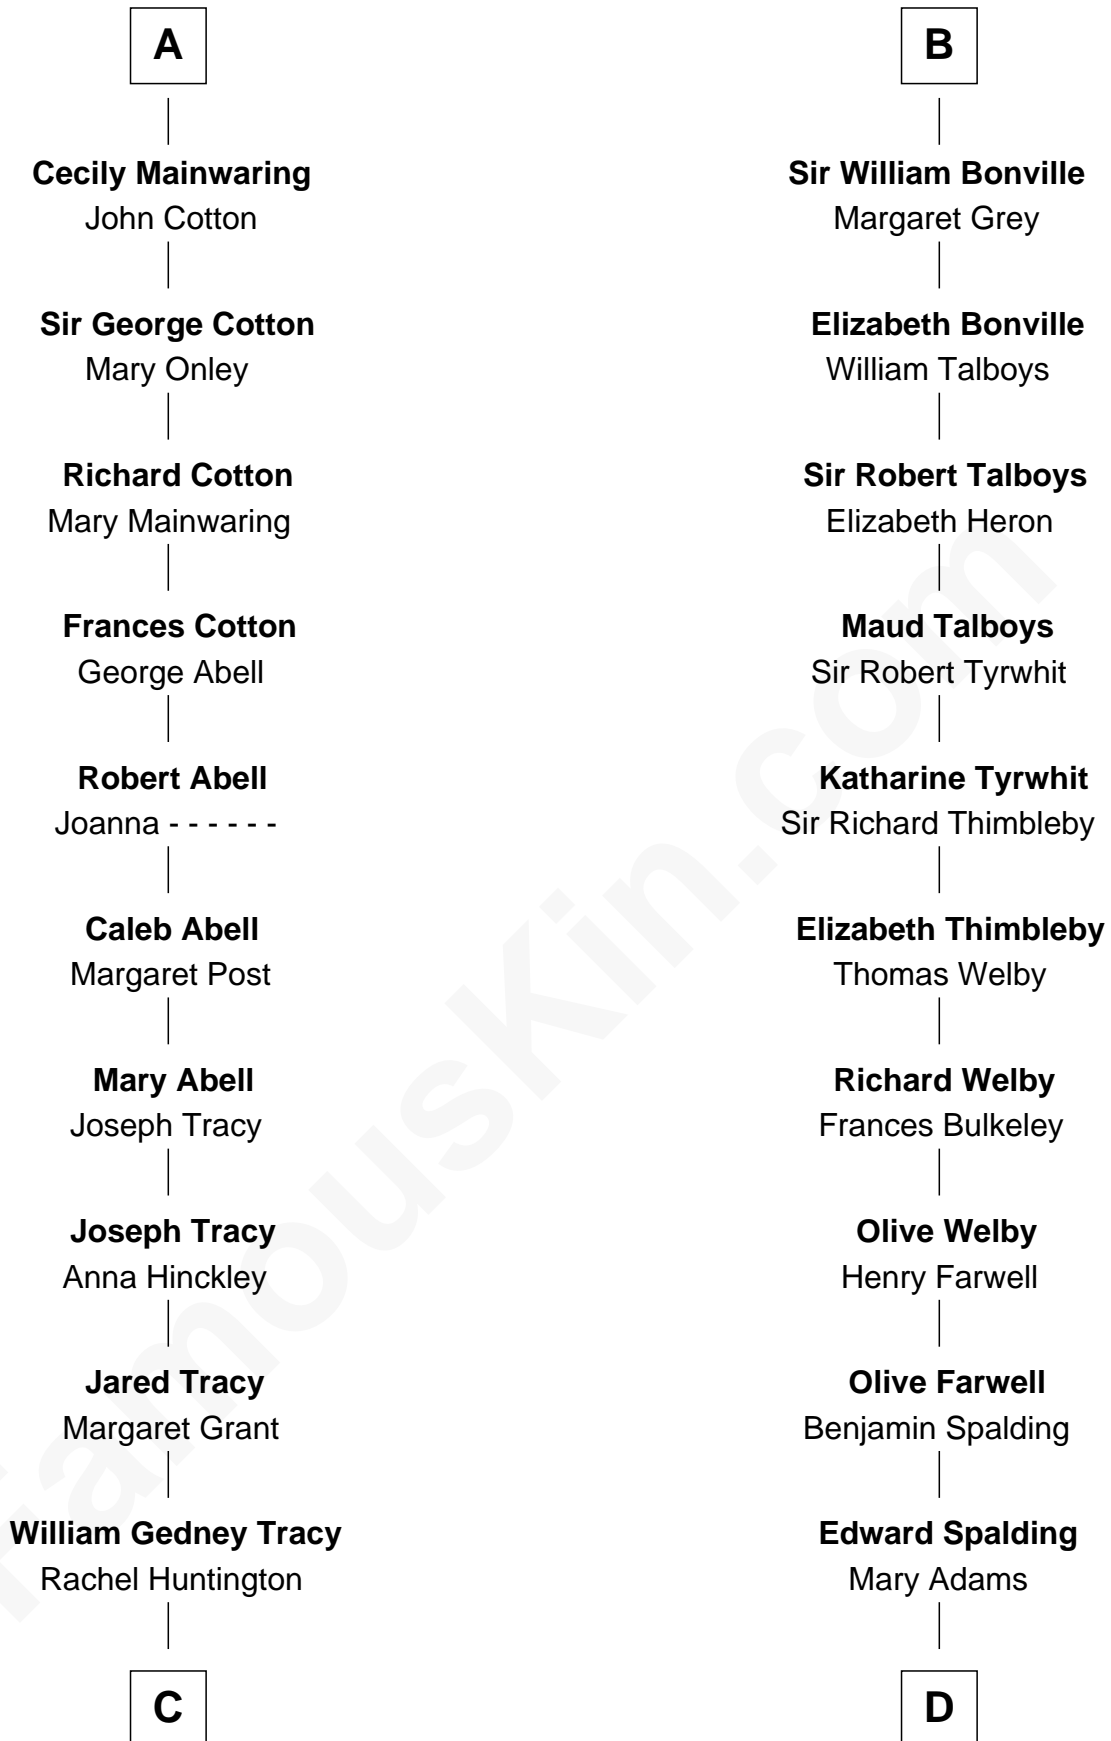 A
Cecily Mainwaring
John Cotton
Sir George Cotton
Mary Onley
Richard Cotton
Mary Mainwaring
Frances Cotton
George Abell
Robert Abell
Joanna - - - - - -
Caleb Abell
Margaret Post
Mary Abell
Joseph Tracy
Joseph Tracy
Anna Hinckley
Jared Tracy
Margaret Grant
William Gedney Tracy
Rachel Huntington
C
B
Sir William Bonville
Margaret Grey
Elizabeth Bonville
William Talboys
Sir Robert Talboys
Elizabeth Heron
Maud Talboys
Sir Robert Tyrwhit
Katharine Tyrwhit
Sir Richard Thimbleby
Elizabeth Thimbleby
Thomas Welby
Richard Welby
Frances Bulkeley
Olive Welby
Henry Farwell
Olive Farwell
Benjamin Spalding
Edward Spalding
Mary Adams
D
FamousKin.com